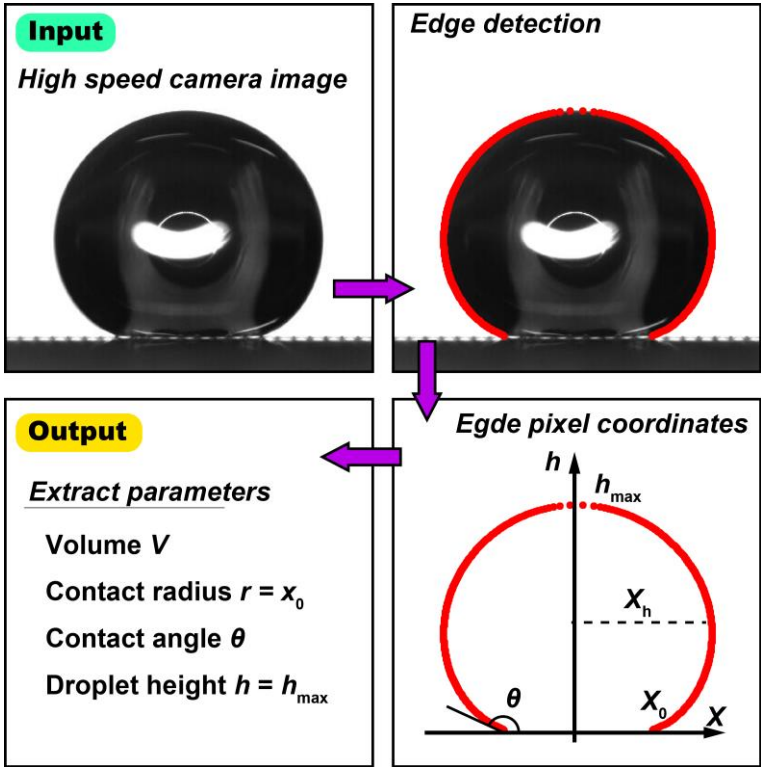 Input
High speed camera image
Edge detection
Output
Extract parameters
Volume V
Contact radius r = x₀
Contact angle θ
Droplet height h = hmax
Egde pixel coordinates
h
hmax
Xh
θ
X₀
X